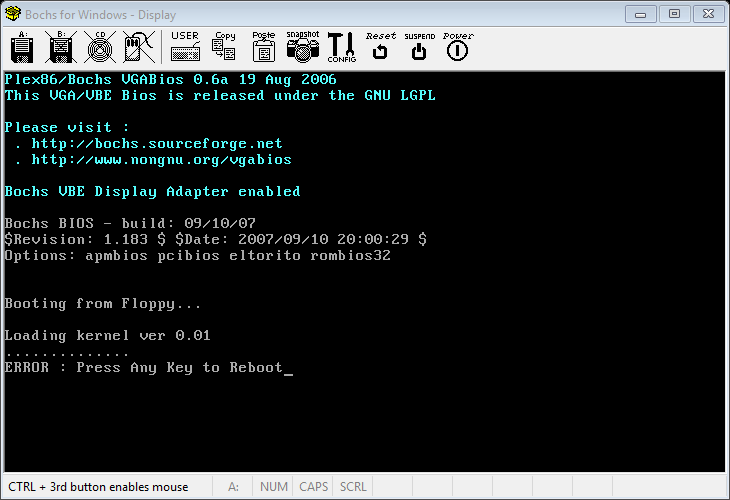 Bochs for Windows - Display
A: B: CD USER Copy Paste snapshot CONFIG Reset SUSPEND Power
Plex86/Bochs VGABios 0.6a 19 Aug 2006
This VGA/VBE Bios is released under the GNU LGPL
Please visit :
. http://bochs.sourceforge.net
. http://www.nongnu.org/vgabios
Bochs VBE Display Adapter enabled
Bochs BIOS - build: 09/10/07
$Revision: 1.183 $ $Date: 2007/09/10 20:00:29 $
Options: apmbios pcibios eltorito rombios32
Booting from Floppy...
Loading kernel ver 0.01
..............
ERROR : Press Any Key to Reboot_
CTRL + 3rd button enables mouse A: NUM CAPS SCRL